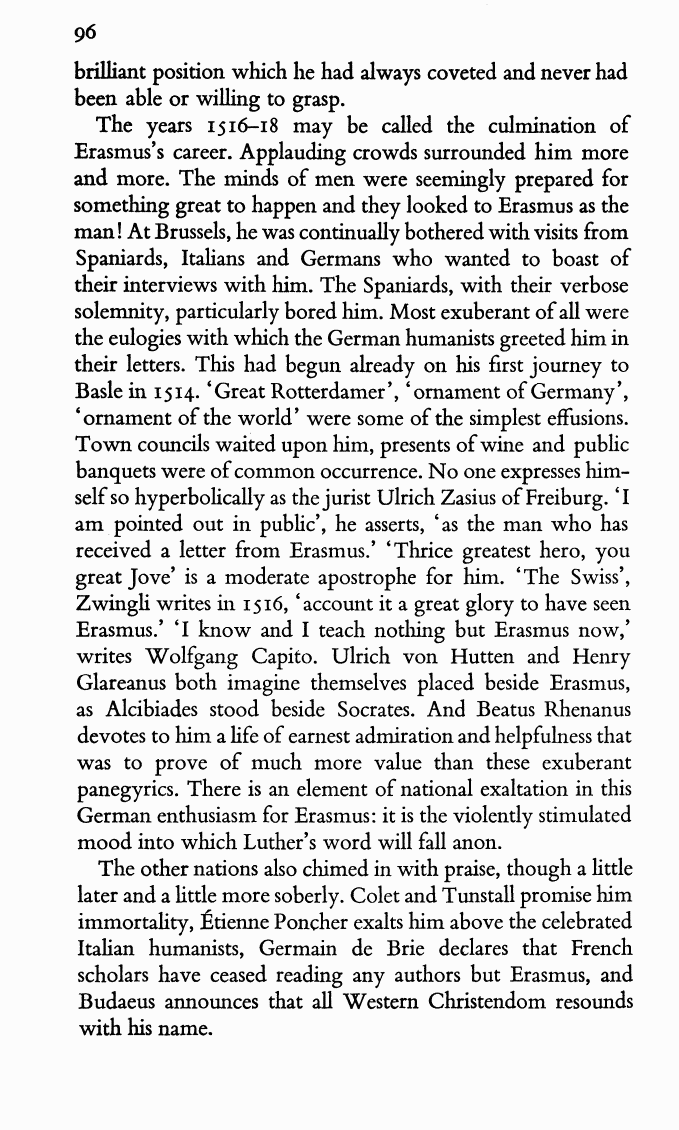 96
brilliant position which he had always coveted and never had
been able or willing to grasp.
The years 1516–18 may be called the culmination of
Erasmus's career. Applauding crowds surrounded him more
and more. The minds of men were seemingly prepared for
something great to happen and they looked to Erasmus as the
man! At Brussels, he was continually bothered with visits from
Spaniards, Italians and Germans who wanted to boast of
their interviews with him. The Spaniards, with their verbose
solemnity, particularly bored him. Most exuberant of all were
the eulogies with which the German humanists greeted him in
their letters. This had begun already on his first journey to
Basle in 1514. 'Great Rotterdamer', 'ornament of Germany',
'ornament of the world' were some of the simplest effusions.
Town councils waited upon him, presents of wine and public
banquets were of common occurrence. No one expresses him-
self so hyperbolically as the jurist Ulrich Zasius of Freiburg. 'I
am pointed out in public', he asserts, 'as the man who has
received a letter from Erasmus.' 'Thrice greatest hero, you
great Jove' is a moderate apostrophe for him. 'The Swiss',
Zwingli writes in 1516, 'account it a great glory to have seen
Erasmus.' 'I know and I teach nothing but Erasmus now,'
writes Wolfgang Capito. Ulrich von Hutten and Henry
Glareanus both imagine themselves placed beside Erasmus,
as Alcibiades stood beside Socrates. And Beatus Rhenanus
devotes to him a life of earnest admiration and helpfulness that
was to prove of much more value than these exuberant
panegyrics. There is an element of national exaltation in this
German enthusiasm for Erasmus: it is the violently stimulated
mood into which Luther's word will fall anon.
The other nations also chimed in with praise, though a little
later and a little more soberly. Colet and Tunstall promise him
immortality, Étienne Poncher exalts him above the celebrated
Italian humanists, Germain de Brie declares that French
scholars have ceased reading any authors but Erasmus, and
Budaeus announces that all Western Christendom resounds
with his name.